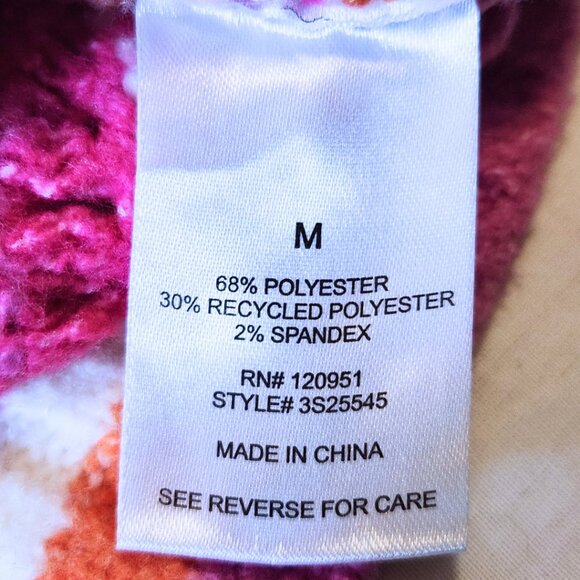 M
68% POLYESTER
30% RECYCLED POLYESTER
2% SPANDEX
RN# 120951
STYLE# 3S25545
MADE IN CHINA
SEE REVERSE FOR CARE